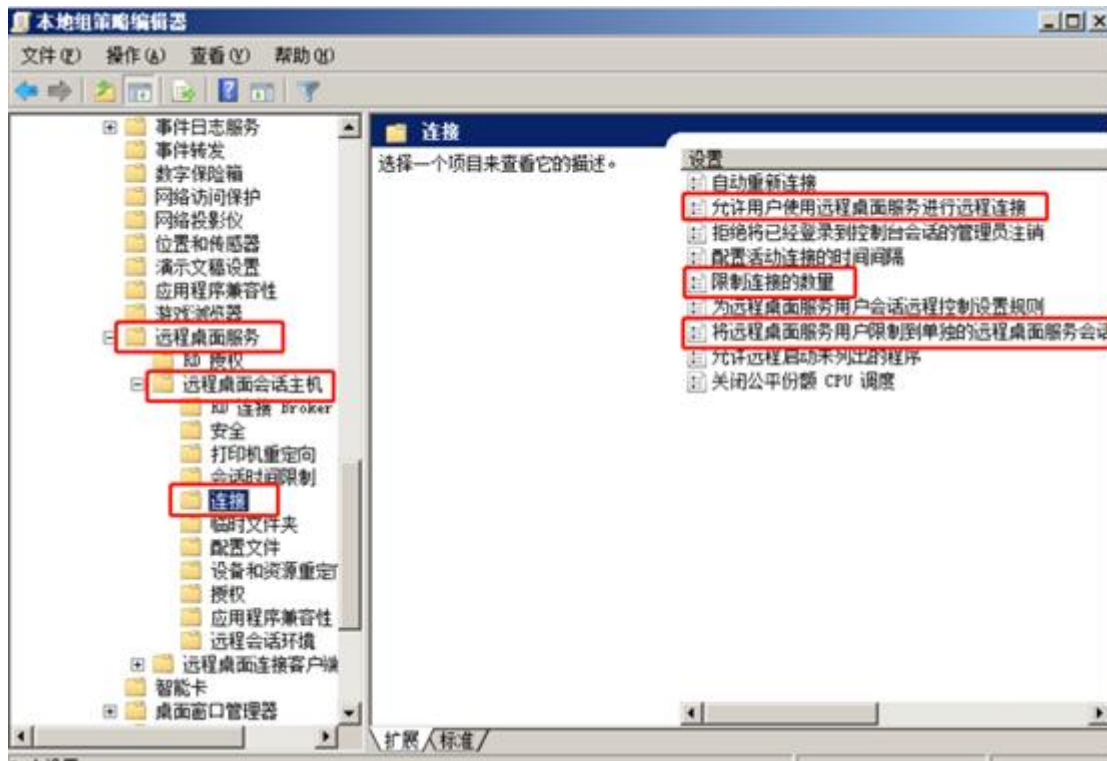 本地组策略编辑器
文件(F) 操作(A) 查看(V) 帮助(H)
事件日志服务
事件转发
数字保险箱
网络访问保护
网络投影仪
位置和传感器
演示文稿设置
应用程序兼容性
游戏浏览器
远程桌面服务
RD 授权
远程桌面会话主机
RD 连接 Broker
安全
打印机重定向
会话时间限制
连接
临时文件夹
配置文件
设备和资源重定
授权
应用程序兼容性
远程会话环境
远程桌面连接客户端
智能卡
桌面窗口管理器
连接
选择一个项目来查看它的描述。
设置
自动重新连接
允许用户使用远程桌面服务进行远程连接
拒绝将已经登录到控制台会话的管理员注销
配置活动连接的时间间隔
限制连接的数量
为远程桌面服务用户会话远程控制设置规则
将远程桌面服务用户限制到单独的远程桌面服务会话
允许远程启动未列出的程序
关闭公平份额 CPU 调度
扩展 标准